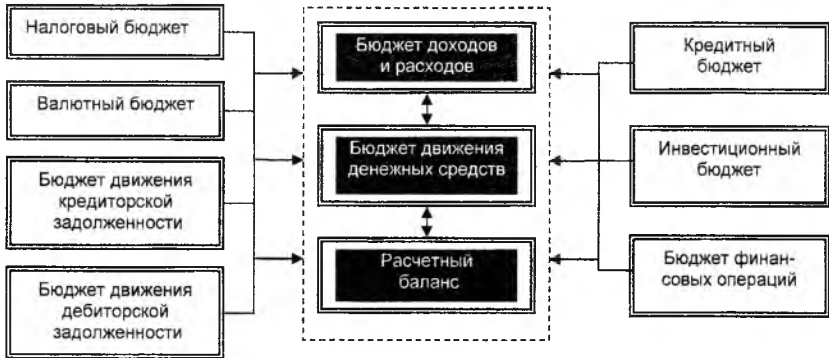 Налоговый бюджет
Валютный бюджет
Бюджет движения
кредиторской
задолженности
Бюджет движения
дебиторской
задолженности
Бюджет доходов
и расходов
Бюджет движения
денежных средств
Расчетный
баланс
Кредитный
бюджет
Инвестиционный
бюджет
Бюджет финан-
совых операций